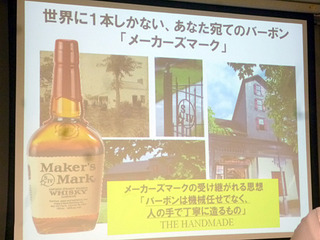 世界に1本しかない、あなた宛てのバーボン
「メーカーズマーク」
Maker's
Mark
WHISKY
メーカーズマークの受け継がれる思想
「バーボンは機械任せでなく、
人の手で丁寧に造るもの」
THE HANDMADE